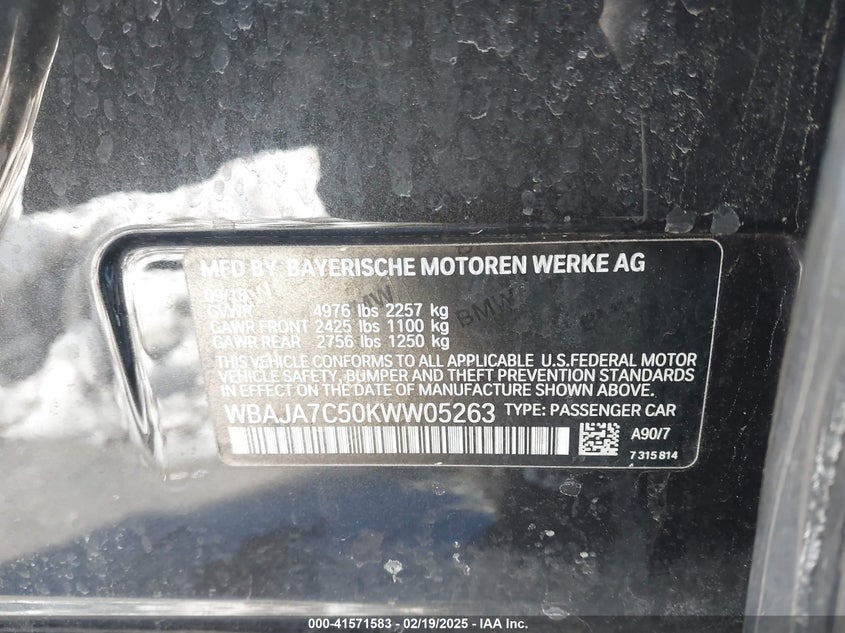 MFD BY BAYERISCHE MOTOREN WERKE AG
GVWR 4976 lbs 2257 kg
GAWR FRONT 2425 lbs 1100 kg
GAWR REAR 2756 lbs 1250 kg
THIS VEHICLE CONFORMS TO ALL APPLICABLE U.S.FEDERAL MOTOR
VEHICLE SAFETY, BUMPER AND THEFT PREVENTION STANDARDS
IN EFFECT ON THE DATE OF MANUFACTURE SHOWN ABOVE.
WBAJA7C50KWW05263 TYPE: PASSENGER CAR
A90/7
7 315 814
BMW
000-41571583 - 02/19/2025 - IAA Inc.